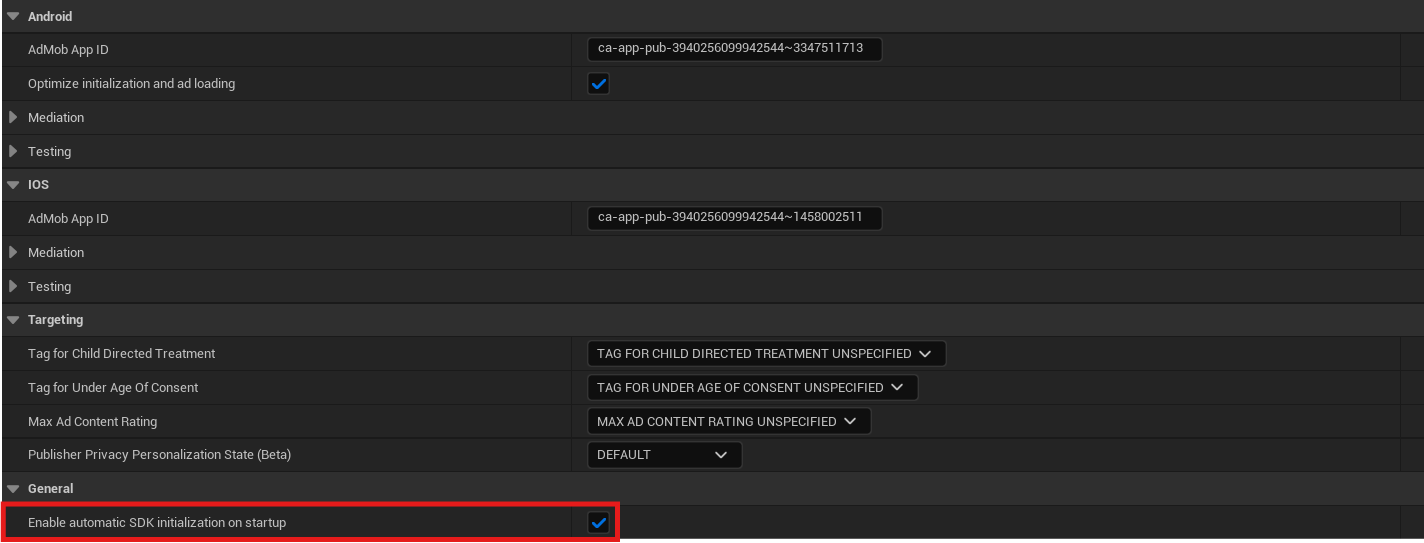 Android
AdMob App ID ca-app-pub-3940256099942544~3347511713
Optimize initialization and ad loading
Mediation
Testing
IOS
AdMob App ID ca-app-pub-3940256099942544~1458002511
Mediation
Testing
Targeting
Tag for Child Directed Treatment TAG FOR CHILD DIRECTED TREATMENT UNSPECIFIED
Tag for Under Age Of Consent TAG FOR UNDER AGE OF CONSENT UNSPECIFIED
Max Ad Content Rating MAX AD CONTENT RATING UNSPECIFIED
Publisher Privacy Personalization State (Beta) DEFAULT
General
Enable automatic SDK initialization on startup